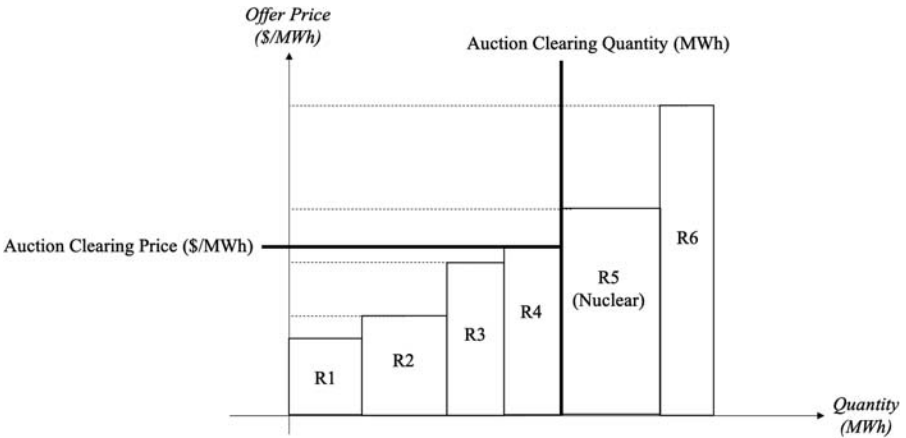 Offer Price
($/MWh)
Auction Clearing Quantity (MWh)
Auction Clearing Price ($/MWh)
R1
R2
R3
R4
R5
(Nuclear)
R6
Quantity
(MWh)